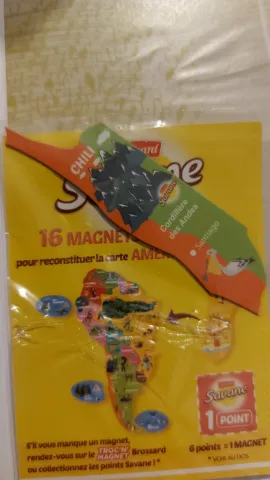 CHILI
Savane
Cordillère
des Andes
Santiago
16 MAGNETS
pour reconstituer la carte AMÉR
Savane
1
POINT
S'il vous manque un magnet,
rendez-vous sur le TROC'N MAGNET Brossard
ou collectionnez les points Savane ! *
6 points = 1 MAGNET
* VOIR AU DOS